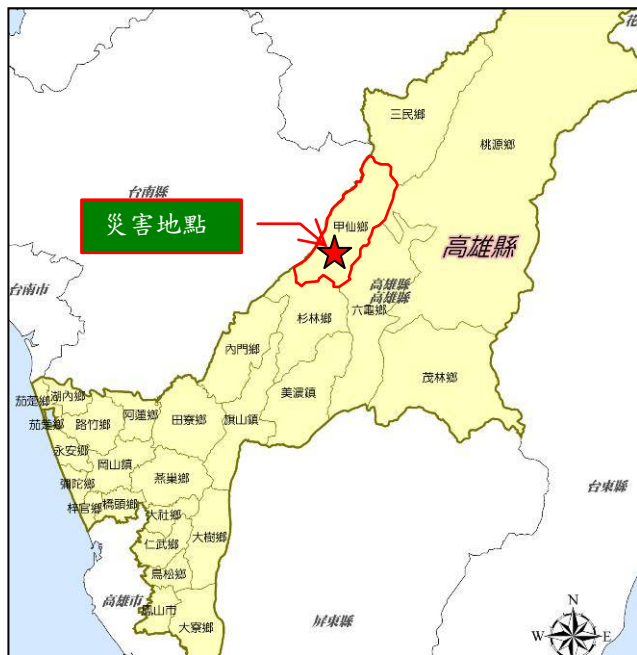 花
三民鄉
桃源鄉
台南縣
災害地點
甲仙鄉
高雄縣
台南市
高雄縣
高雄縣
六龜鄉
杉林鄉
內門鄉
茂林鄉
美濃鎮
湖內鄉
茄萣鄉
阿蓮鄉
田寮鄉
旗山鎮
茄萣鄉
路竹鄉
永安鄉
岡山鎮
燕巢鄉
彌陀鄉
台東縣
梓官鄉
橋頭鄉
大社鄉
大樹鄉
仁武鄉
鳥松鄉
高雄市
鳳山市
屏東縣
大寮鄉
N
W
E